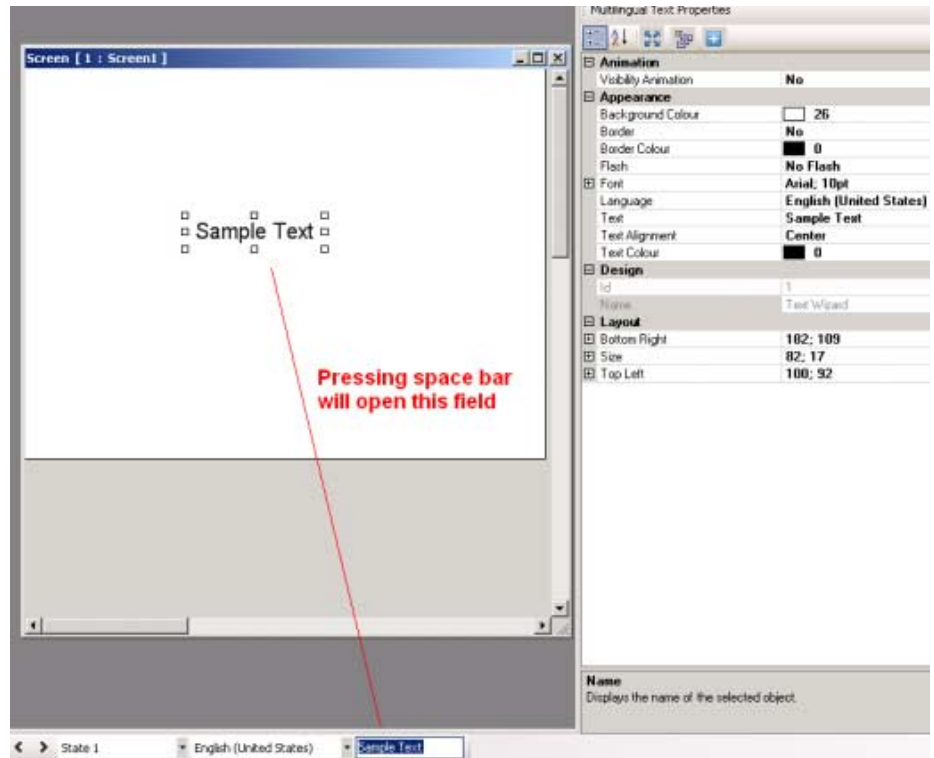 Multilingual Text Properties
Screen [ 1 : Screen1 ]
Sample Text
Pressing space bar
will open this field
Animation
Visibility Animation No
Appearance
Background Colour 26
Border No
Border Colour 0
Flash No Flash
Font Arial; 10pt
Language English (United States)
Text Sample Text
Text Alignment Center
Text Colour 0
Design
Id 1
Name Text Wizard
Layout
Bottom Right 182; 109
Size 82; 17
Top Left 100; 92
Name
Displays the name of the selected object.
State 1 English (United States) Sample Text